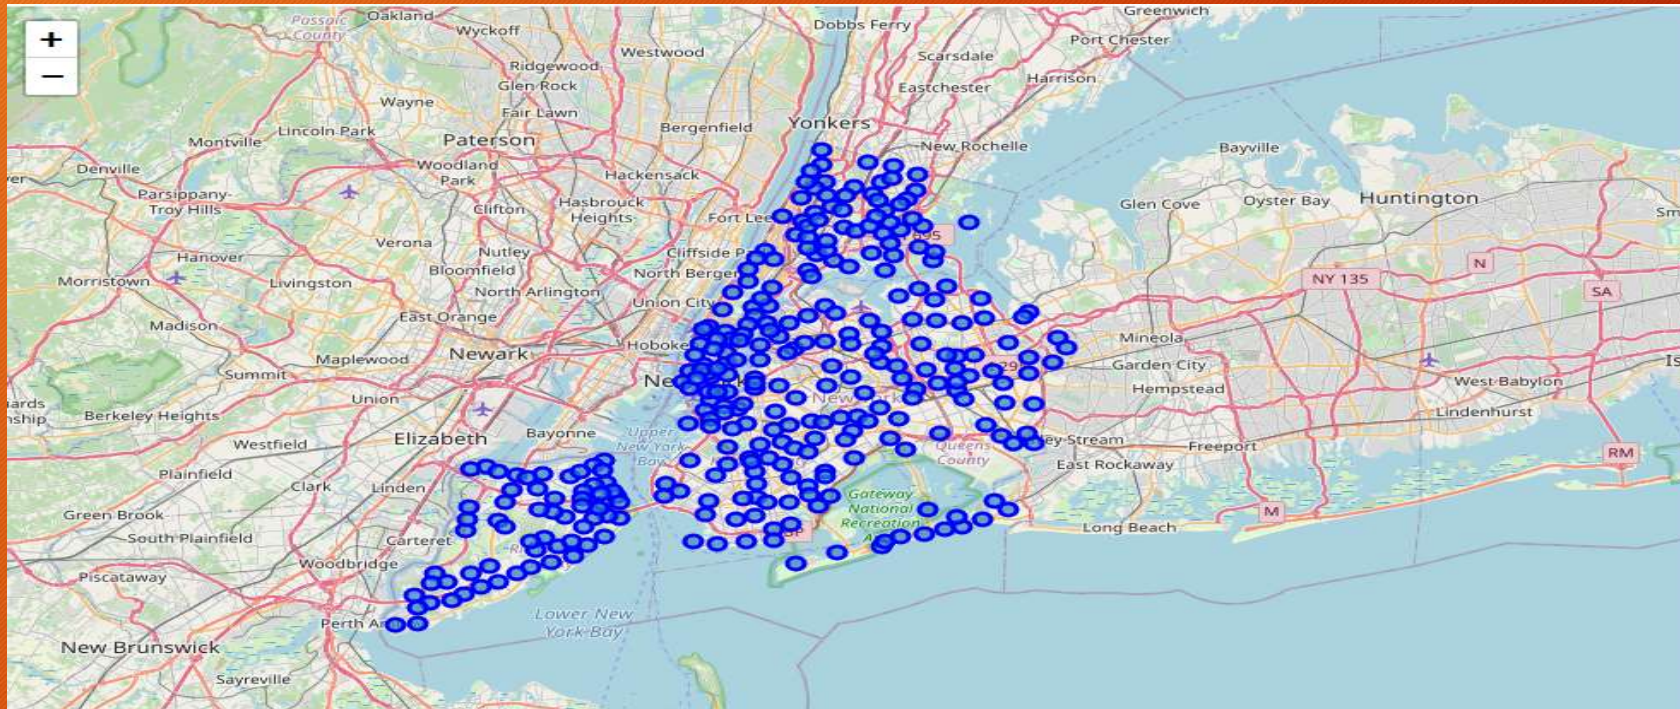 +
−
Passaic
County
Oakland
Wyckoff
Westwood
Dobbs Ferry
Greenwich
Port Chester
Scarsdale
Ridgewood
Glen Rock
Harrison
Eastchester
Wayne
Fair Lawn
Lincoln Park
Bergenfield
Yonkers
Montville
Paterson
New Rochelle
Bayville
Denville
Woodland
Park
Hackensack
Parsippany-
Troy Hills
Hasbrouck
Heights
Clifton
Fort Lee
Glen Cove
Oyster Bay
Huntington
Verona
Nutley
Cliffside
Hanover
Bloomfield
North Bergen
Morristown
Livingston
North Arlington
Union City
NY 135
N
SA
East Orange
Madison
Maplewood
Newark
Hoboken
Mineola
Garden City
Summit
Union
Hempstead
West Babylon
Berkeley Heights
New York
Lindenhurst
Elizabeth
Bayonne
Upper
New York
Bay
Westfield
Queens
County
Freeport
Plainfield
Clark
Linden
East Rockaway
RM
Gateway
National
Recreation
Green Brook
M
South Plainfield
Carteret
Long Beach
Woodbridge
Piscataway
Perth
Lower New
York Bay
New Brunswick
Sayreville